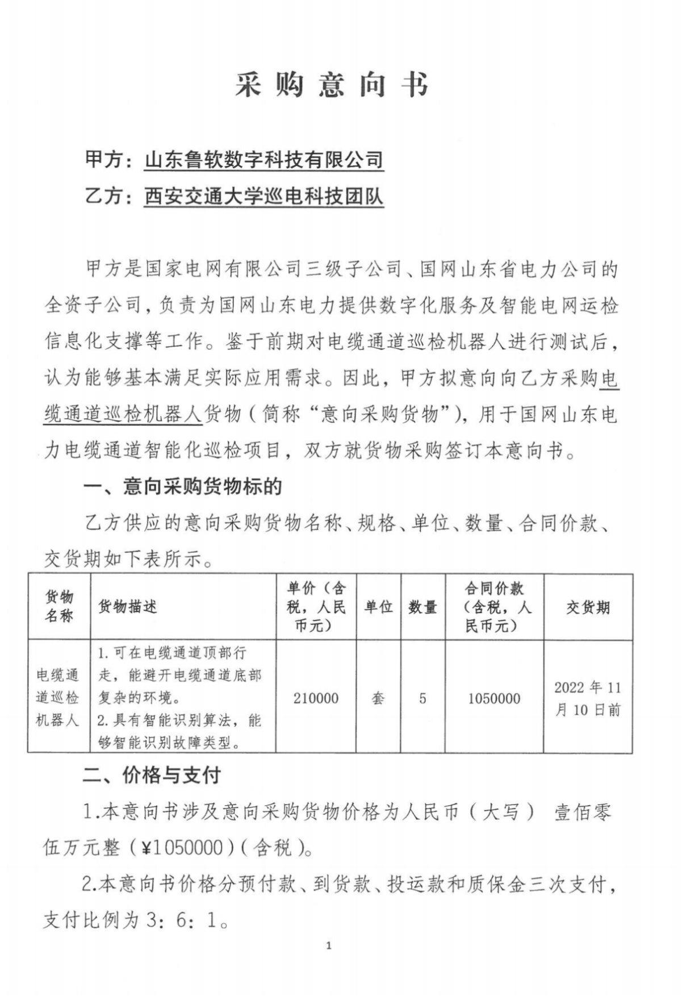 采购意向书
甲方：山东鲁软数字科技有限公司
乙方：西安交通大学巡电科技团队
甲方是国家电网有限公司三级子公司、国网山东省电力公司的
全资子公司，负责为国网山东电力提供数字化服务及智能电网运检
信息化支撑等工作。鉴于前期对电缆通道巡检机器人进行测试后，
认为能够基本满足实际应用需求。因此，甲方拟意向向乙方采购电
缆通道巡检机器人货物（简称“意向采购货物”），用于国网山东电
力电缆通道智能化巡检项目，双方就货物采购签订本意向书。
一、意向采购货物标的
乙方供应的意向采购货物名称、规格、单位、数量、合同价款、
交货期如下表所示。
货物
名称
货物描述
单价（含
税，人民
币元）
单位
数量
合同价款
（含税，人
民币元）
交货期
电缆通
道巡检
机器人
1.可在电缆通道顶部行
走，能避开电缆通道底部
复杂的环境。
2.具有智能识别算法，能
够智能识别故障类型。
210000
套
5
1050000
2022年11
月10日前
二、价格与支付
1.本意向书涉及意向采购货物价格为人民币（大写） 壹佰零
伍万元整（¥1050000）（含税）。
2.本意向书价格分预付款、到货款、投运款和质保金三次支付，
支付比例为3：6：1。
1